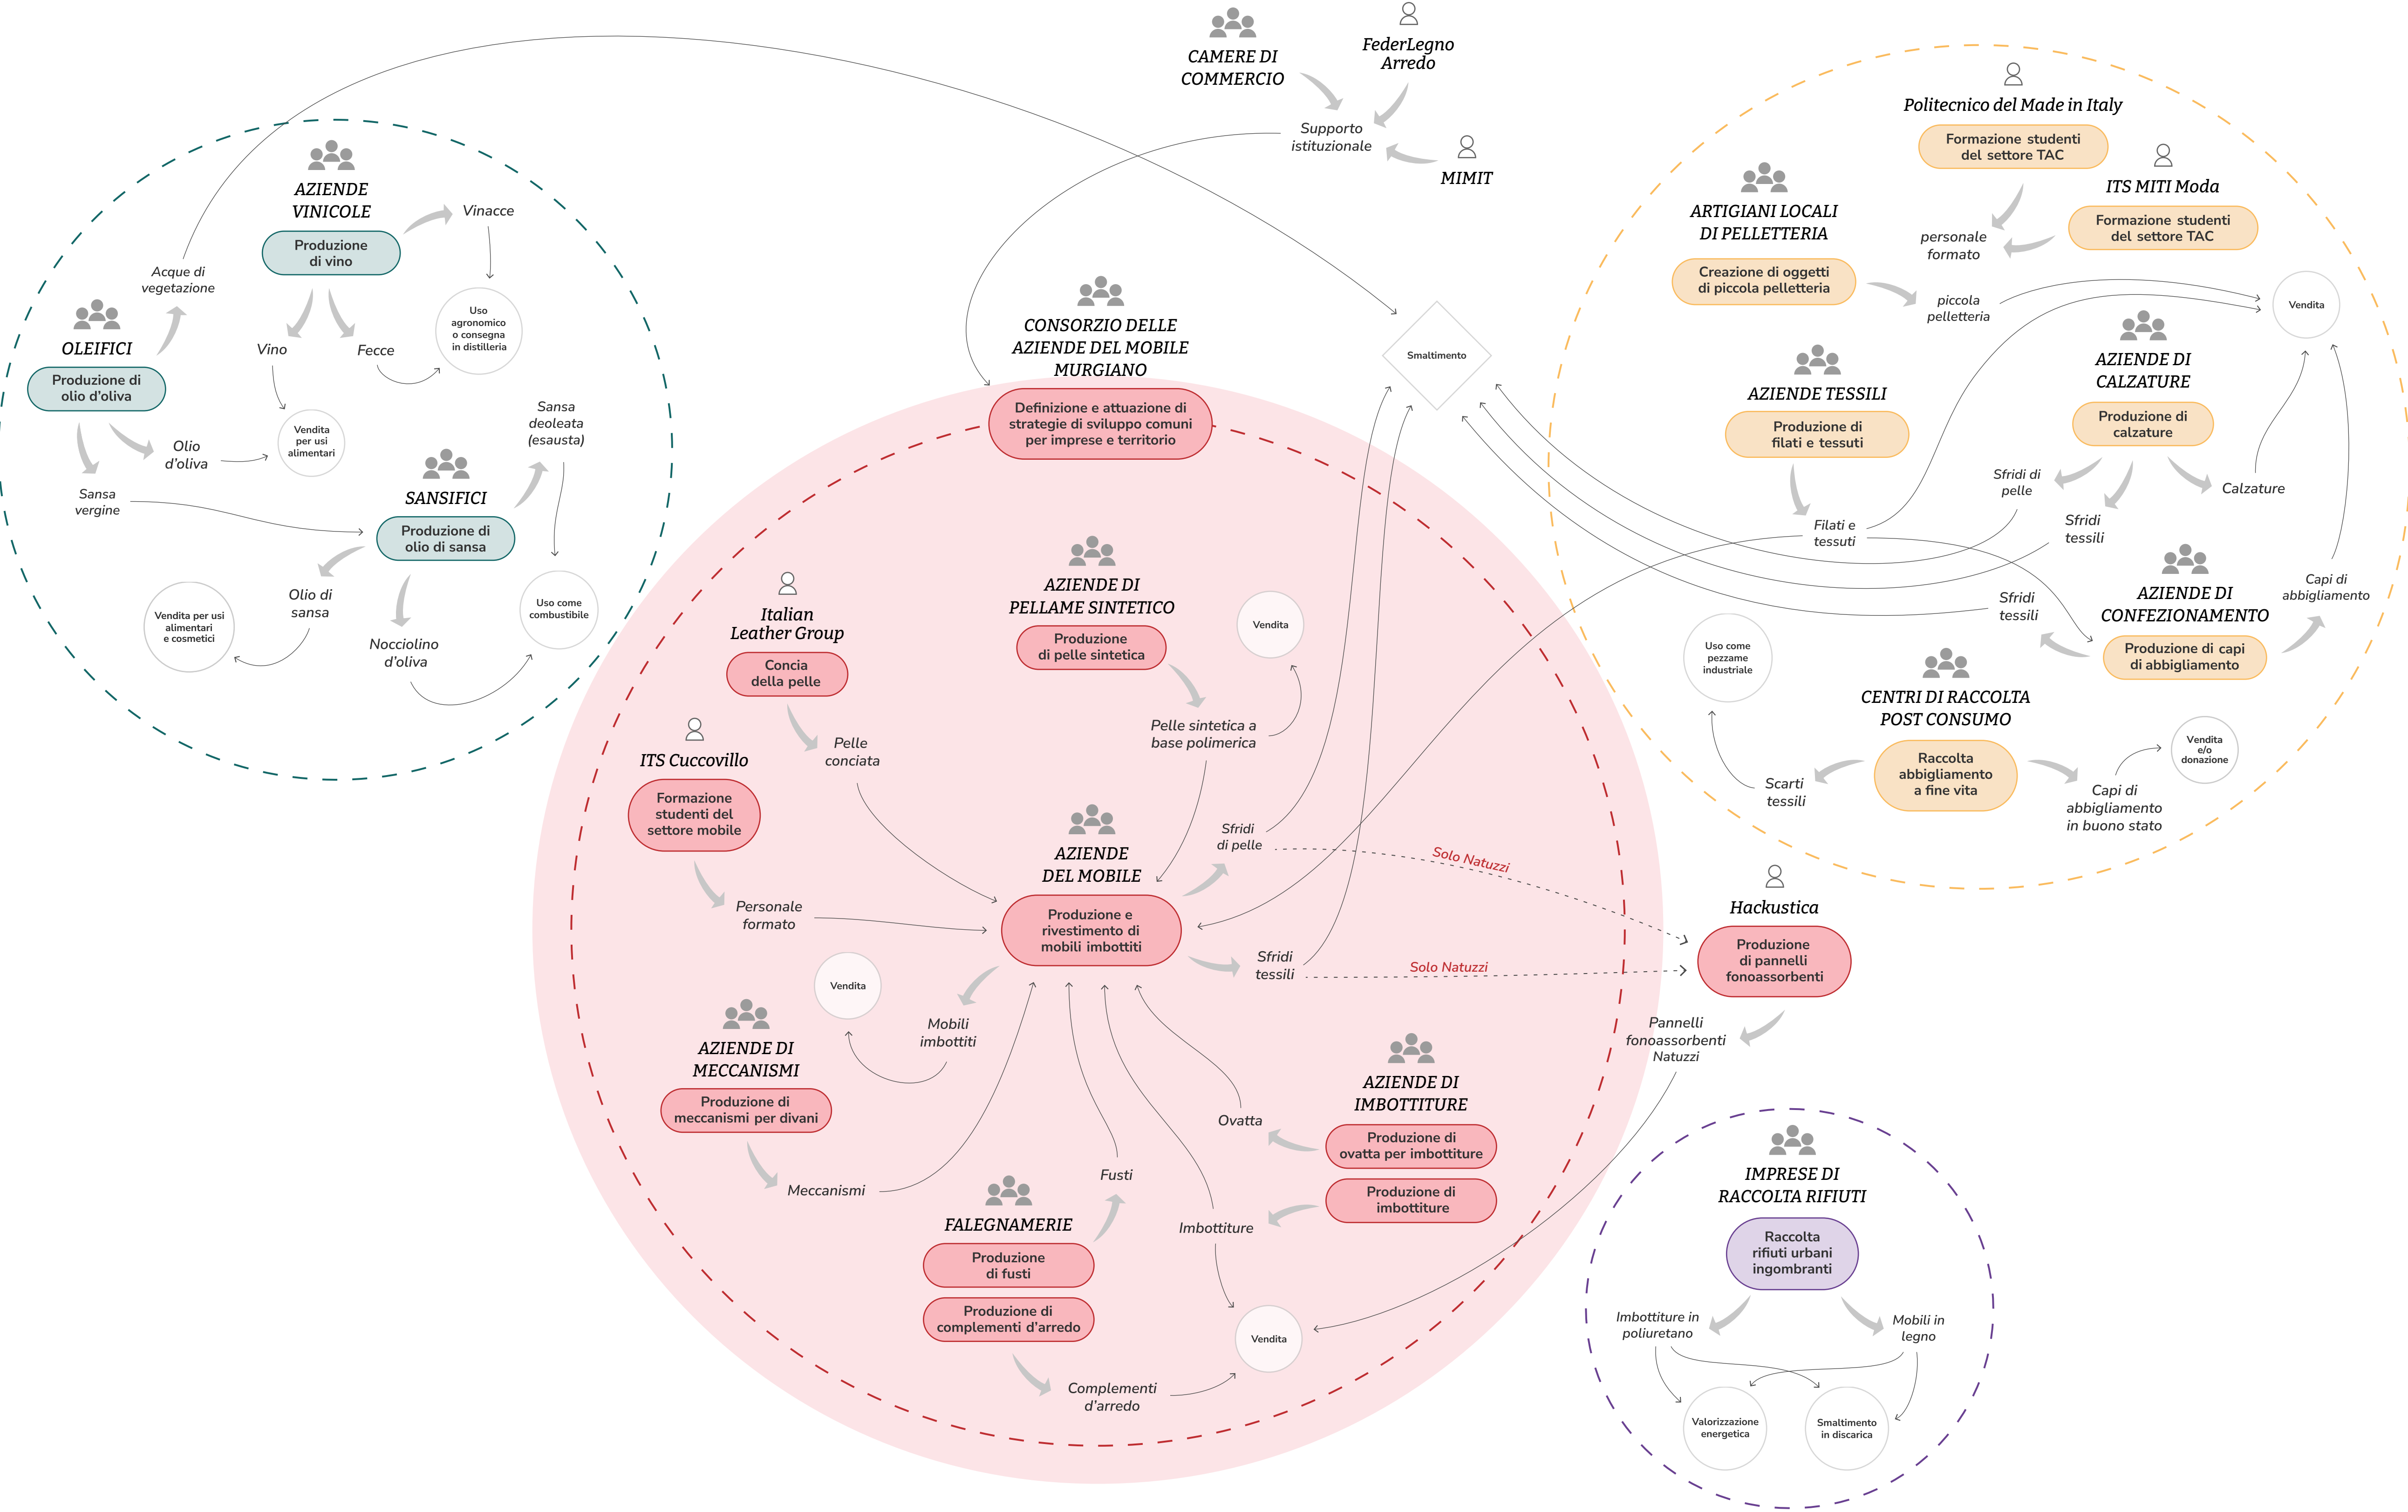 CAMERE DI
COMMERCIO
FederLegno
Arredo
Supporto
istituzionale
MIMIT
AZIENDE
VINICOLE
Produzione
di vino
Vinacce
Uso
agronomico
o consegna
in distilleria
Vino
Fecce
Acque di
vegetazione
OLEIFICI
Produzione di
olio d'oliva
Olio
d'oliva
Vendita
per usi
alimentari
Sansa
vergine
Sansa
deoleata
(esausta)
SANSIFICI
Produzione di
olio di sansa
Olio di
sansa
Vendita per usi
alimentari
e cosmetici
Nocciolino
d'oliva
Uso come
combustibile
CONSORZIO DELLE
AZIENDE DEL MOBILE
MURGIANO
Definizione e attuazione di
strategie di sviluppo comuni
per imprese e territorio
Smaltimento
Italian
Leather Group
Concia
della pelle
Pelle
conciata
AZIENDE DI
PELLAME SINTETICO
Produzione
di pelle sintetica
Vendita
Pelle sintetica a
base polimerica
ITS Cuccovillo
Formazione
studenti del
settore mobile
Personale
formato
AZIENDE
DEL MOBILE
Produzione e
rivestimento di
mobili imbottiti
Sfridi
di pelle
Solo Natuzzi
Sfridi
tessili
Solo Natuzzi
Vendita
Mobili
imbottiti
AZIENDE DI
MECCANISMI
Produzione di
meccanismi per divani
Meccanismi
FALEGNAMERIE
Produzione
di fusti
Produzione di
complementi d'arredo
Fusti
Complementi
d'arredo
AZIENDE DI
IMBOTTITURE
Produzione di
ovatta per imbottiture
Produzione di
imbottiture
Ovatta
Imbottiture
Vendita
Politecnico del Made in Italy
Formazione studenti
del settore TAC
ITS MITI Moda
Formazione studenti
del settore TAC
personale
formato
ARTIGIANI LOCALI
DI PELLETTERIA
Creazione di oggetti
di piccola pelletteria
piccola
pelletteria
Vendita
AZIENDE TESSILI
Produzione di
filati e tessuti
Filati e
tessuti
AZIENDE DI
CALZATURE
Produzione di
calzature
Sfridi di
pelle
Sfridi
tessili
Calzature
AZIENDE DI
CONFEZIONAMENTO
Produzione di capi
di abbigliamento
Sfridi
tessili
Capi di
abbigliamento
CENTRI DI RACCOLTA
POST CONSUMO
Raccolta
abbigliamento
a fine vita
Uso come
pezzame
industriale
Scarti
tessili
Capi di
abbigliamento
in buono stato
Vendita
e/o
donazione
Hackustica
Produzione
di pannelli
fonoassorbenti
Pannelli
fonoassorbenti
Natuzzi
IMPRESE DI
RACCOLTA RIFIUTI
Raccolta
rifiuti urbani
ingombranti
Imbottiture in
poliuretano
Mobili in
legno
Valorizzazione
energetica
Smaltimento
in discarica